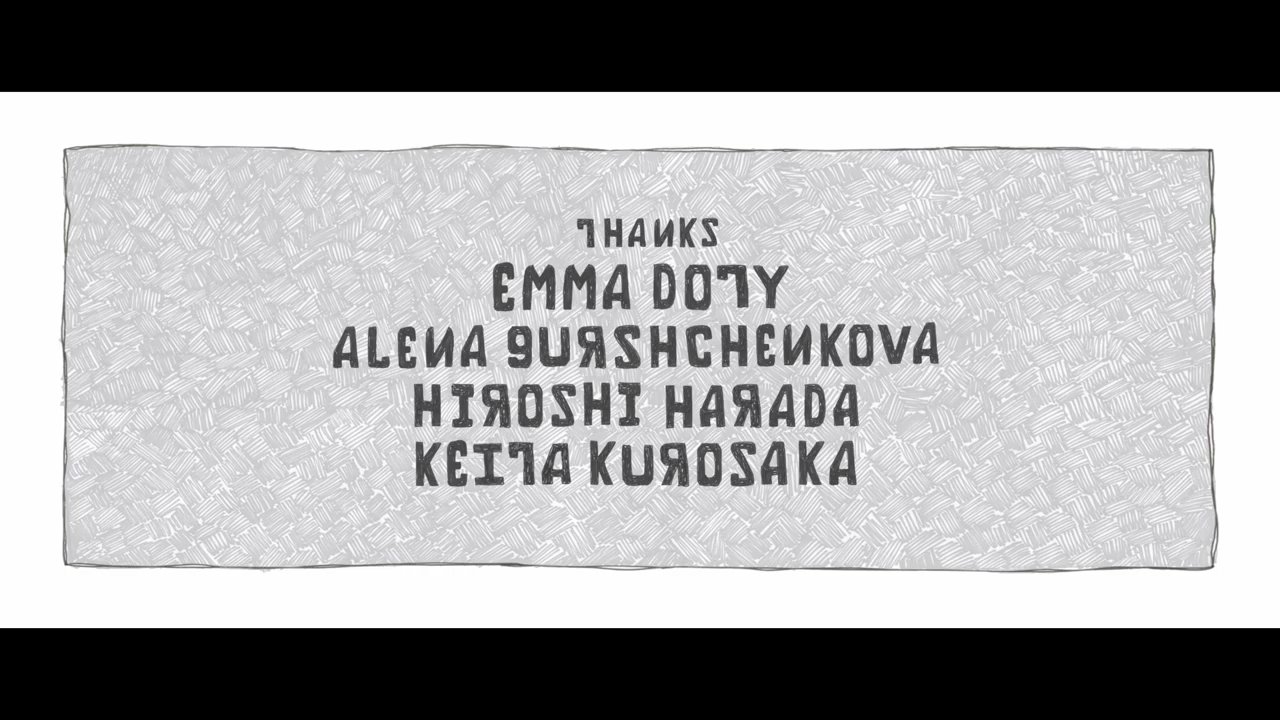 THANKS
EMMA DOTY
ALENA GURSHCHENKOVA
HIROSHI HARADA
KEITA KUROSAKA